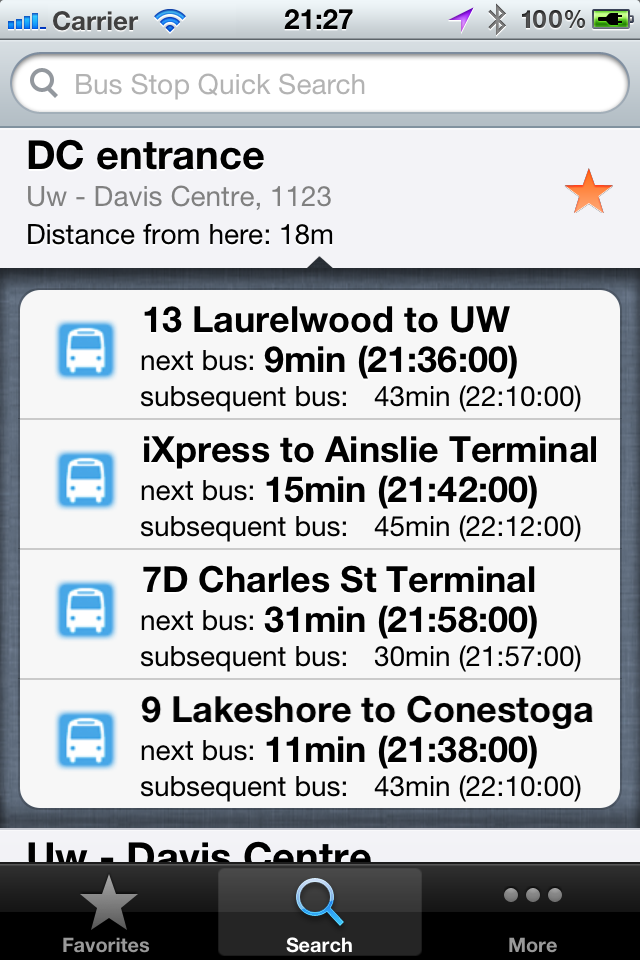 Carrier 21:27 100%
Bus Stop Quick Search
DC entrance
Uw - Davis Centre, 1123
Distance from here: 18m
13 Laurelwood to UW
next bus: 9min (21:36:00)
subsequent bus: 43min (22:10:00)
iXpress to Ainslie Terminal
next bus: 15min (21:42:00)
subsequent bus: 45min (22:12:00)
7D Charles St Terminal
next bus: 31min (21:58:00)
subsequent bus: 30min (21:57:00)
9 Lakeshore to Conestoga
next bus: 11min (21:38:00)
subsequent bus: 43min (22:10:00)
Uw - Davis Centre
Favorites Search More